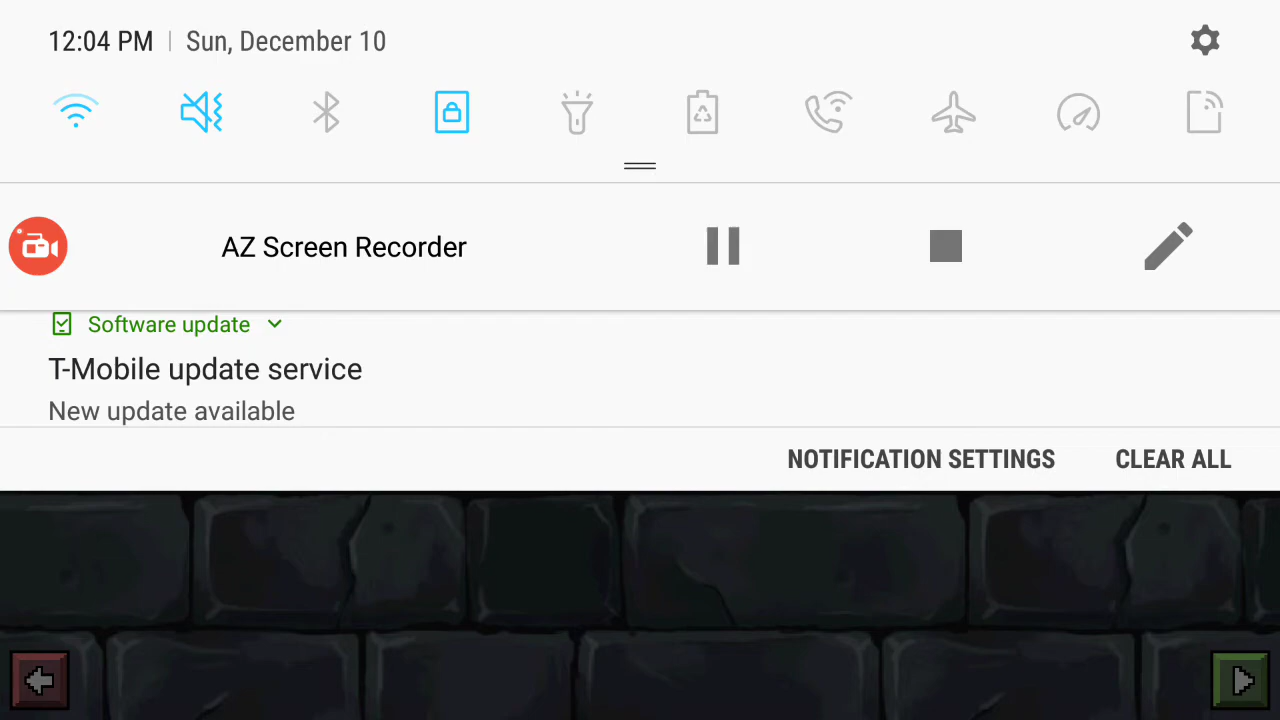 12:04 PM | Sun, December 10
AZ Screen Recorder
Software update
T-Mobile update service
New update available
NOTIFICATION SETTINGS CLEAR ALL